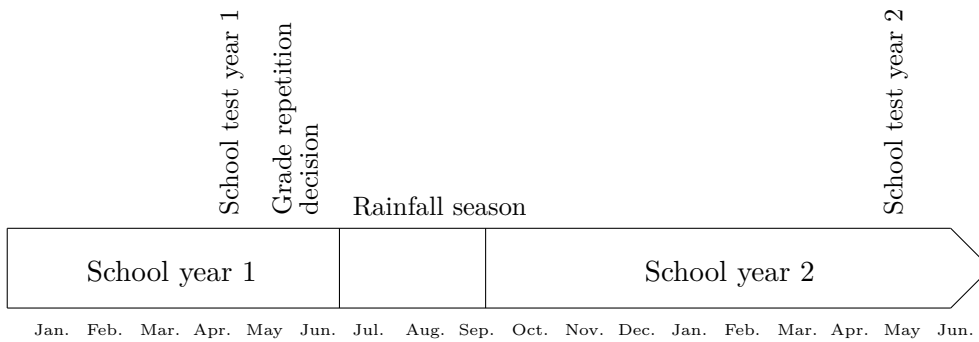 School test year 1
Grade repetition
decision
School test year 2
Rainfall season
School year 1
School year 2
Jan. Feb. Mar. Apr. May Jun. Jul. Aug. Sep. Oct. Nov. Dec. Jan. Feb. Mar. Apr. May Jun.